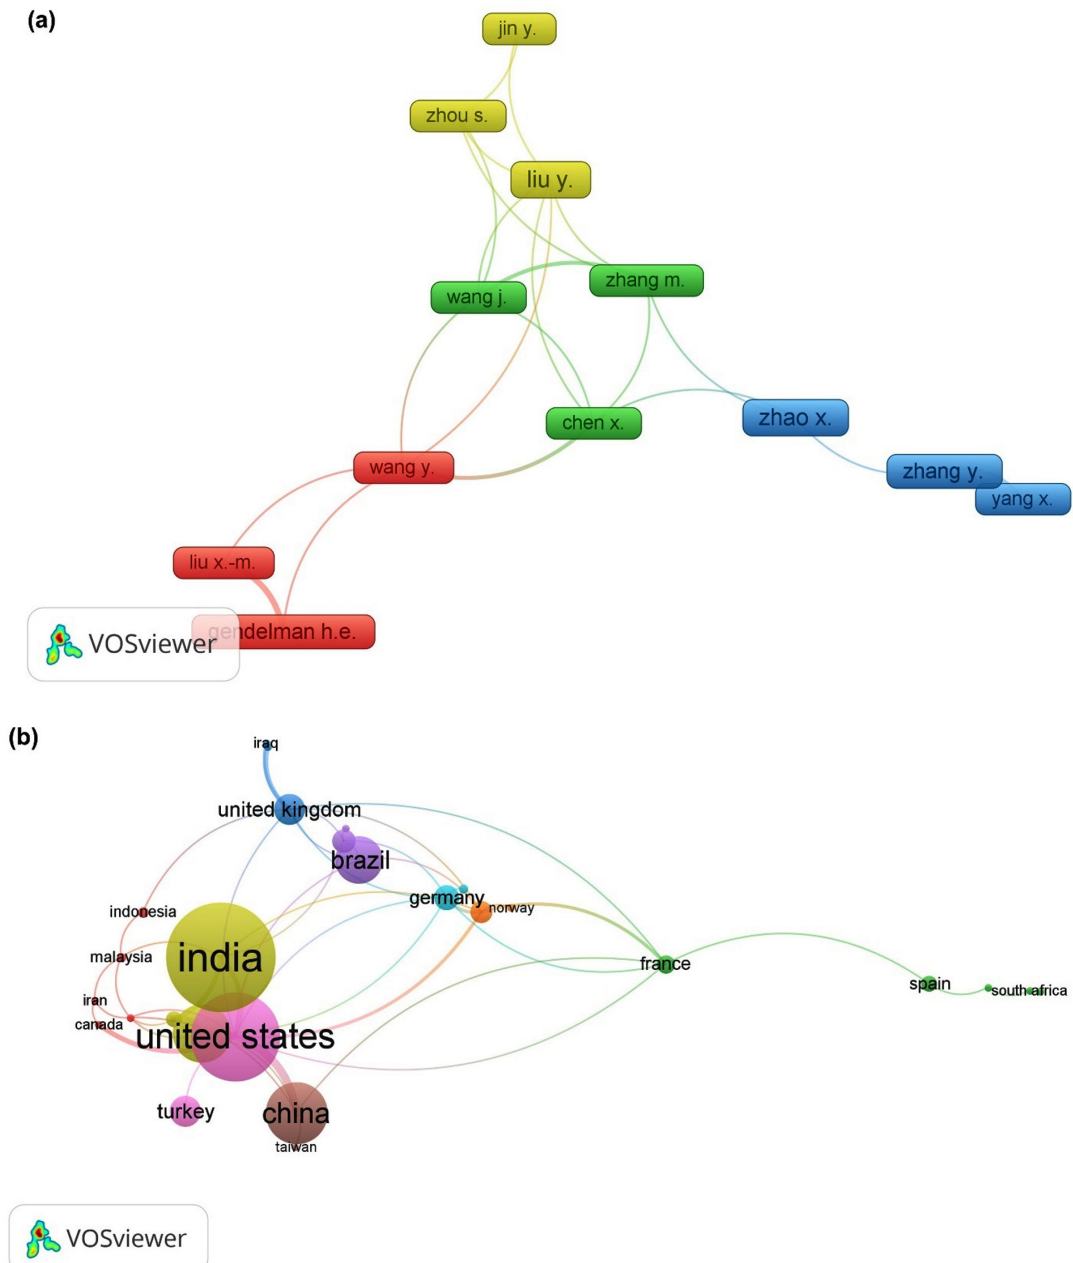 (a)
jin y.
zhou s.
liu y.
zhang m.
wang j.
chen x.
zhao x.
wang y.
zhang y.
yang x.
liu x.-m.
gendelman h.e.
VOSviewer
(b)
iraq
united kingdom
brazil
germany
norway
indonesia
india
malaysia
france
spain
south africa
iran
canada
united states
turkey
china
taiwan
VOSviewer